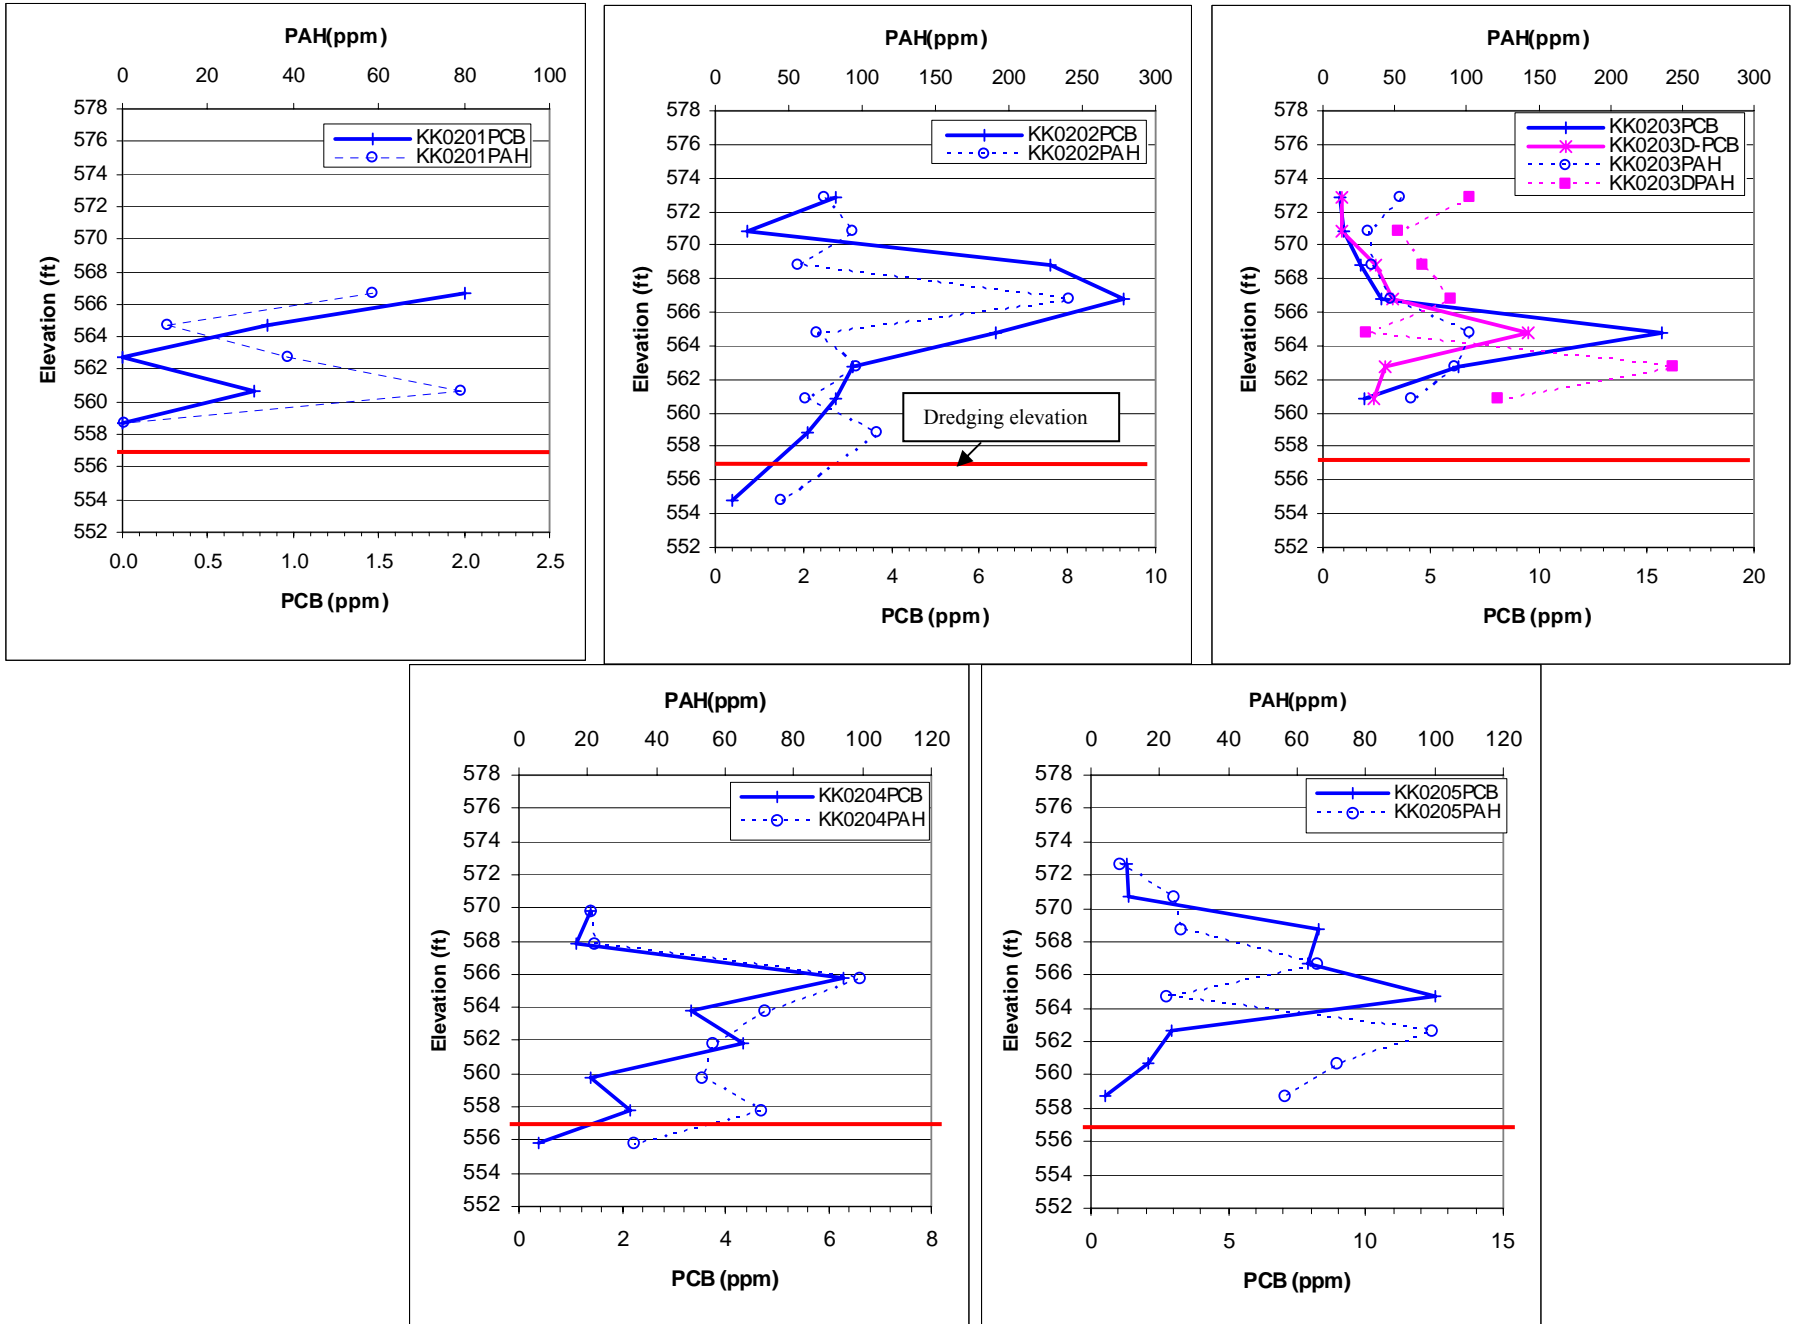 PAH(ppm)
0 20 40 60 80 100
578
576
574
572
570
568
566
564
562
560
558
556
554
552
Elevation (ft)
KK0201PCB
KK0201PAH
0.0 0.5 1.0 1.5 2.0 2.5
PCB (ppm)
PAH(ppm)
0 50 100 150 200 250 300
578
576
574
572
570
568
566
564
562
560
558
556
554
552
Elevation (ft)
KK0202PCB
KK0202PAH
Dredging elevation
0 2 4 6 8 10
PCB (ppm)
PAH(ppm)
0 50 100 150 200 250 300
578
576
574
572
570
568
566
564
562
560
558
556
554
552
Elevation (ft)
KK0203PCB
KK0203D-PCB
KK0203PAH
KK0203DPAH
0 5 10 15 20
PCB (ppm)
PAH(ppm)
0 20 40 60 80 100 120
578
576
574
572
570
568
566
564
562
560
558
556
554
552
Elevation (ft)
KK0204PCB
KK0204PAH
0 2 4 6 8
PCB (ppm)
PAH(ppm)
0 20 40 60 80 100 120
578
576
574
572
570
568
566
564
562
560
558
556
554
552
Elevation (ft)
KK0205PCB
KK0205PAH
0 5 10 15
PCB (ppm)